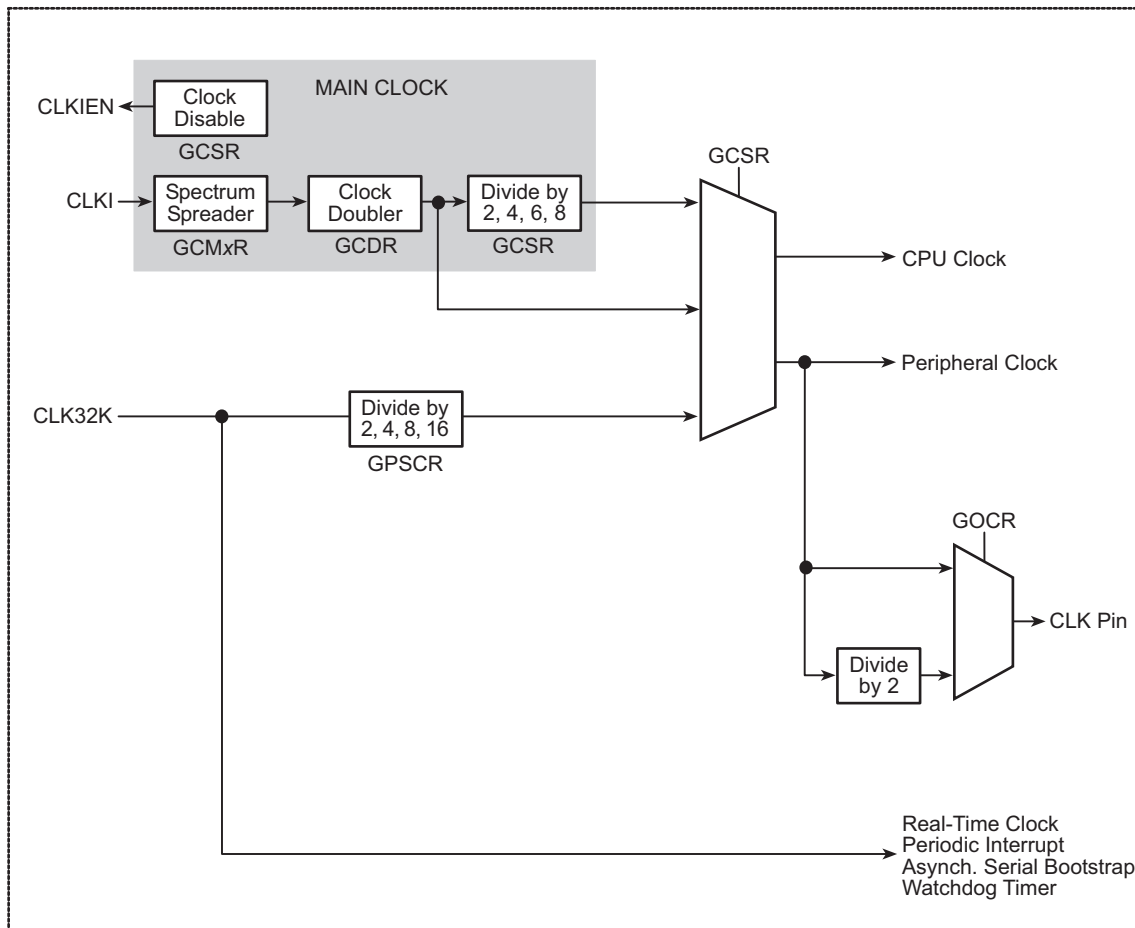 MAIN CLOCK
CLKIEN
Clock
Disable
GCSR
CLKI
Spectrum
Spreader
GCMxR
Clock
Doubler
GCDR
Divide by
2, 4, 6, 8
GCSR
GCSR
CPU Clock
Peripheral Clock
CLK32K
Divide by
2, 4, 8, 16
GPSCR
GOCR
CLK Pin
Divide
by 2
Real-Time Clock
Periodic Interrupt
Asynch. Serial Bootstrap
Watchdog Timer